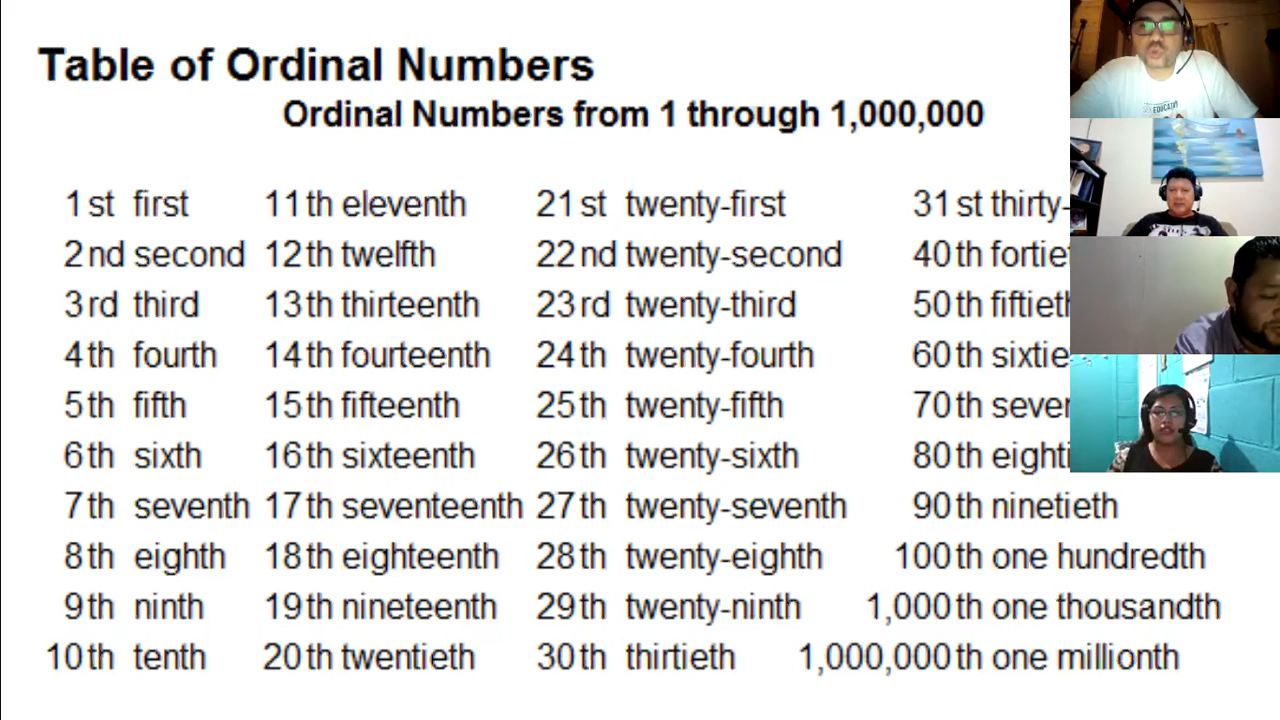 Table of Ordinal Numbers
Ordinal Numbers from 1 through 1,000,000
1st first 11th eleventh 21st twenty-first 31st thirty-
2nd second 12th twelfth 22nd twenty-second 40th
3rd third 13th thirteenth 23rd twenty-third 50th
4th fourth 14th fourteenth 24th twenty-fourth 60th
5th fifth 15th fifteenth 25th twenty-fifth 70th
6th sixth 16th sixteenth 26th twenty-sixth 80th
7th seventh 17th seventeenth 27th twenty-seventh 90th ninetieth
8th eighth 18th eighteenth 28th twenty-eighth 100th one hundredth
9th ninth 19th nineteenth 29th twenty-ninth 1,000th one thousandth
10th tenth 20th twentieth 30th thirtieth 1,000,000th one millionth